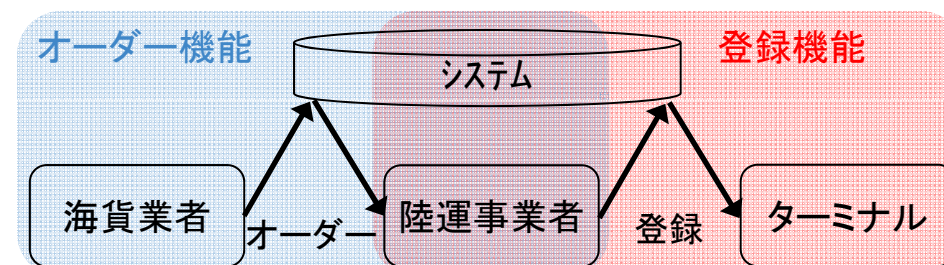 オーダー機能
登録機能
システム
海貨業者
オーダー
陸運事業者
登録
ターミナル